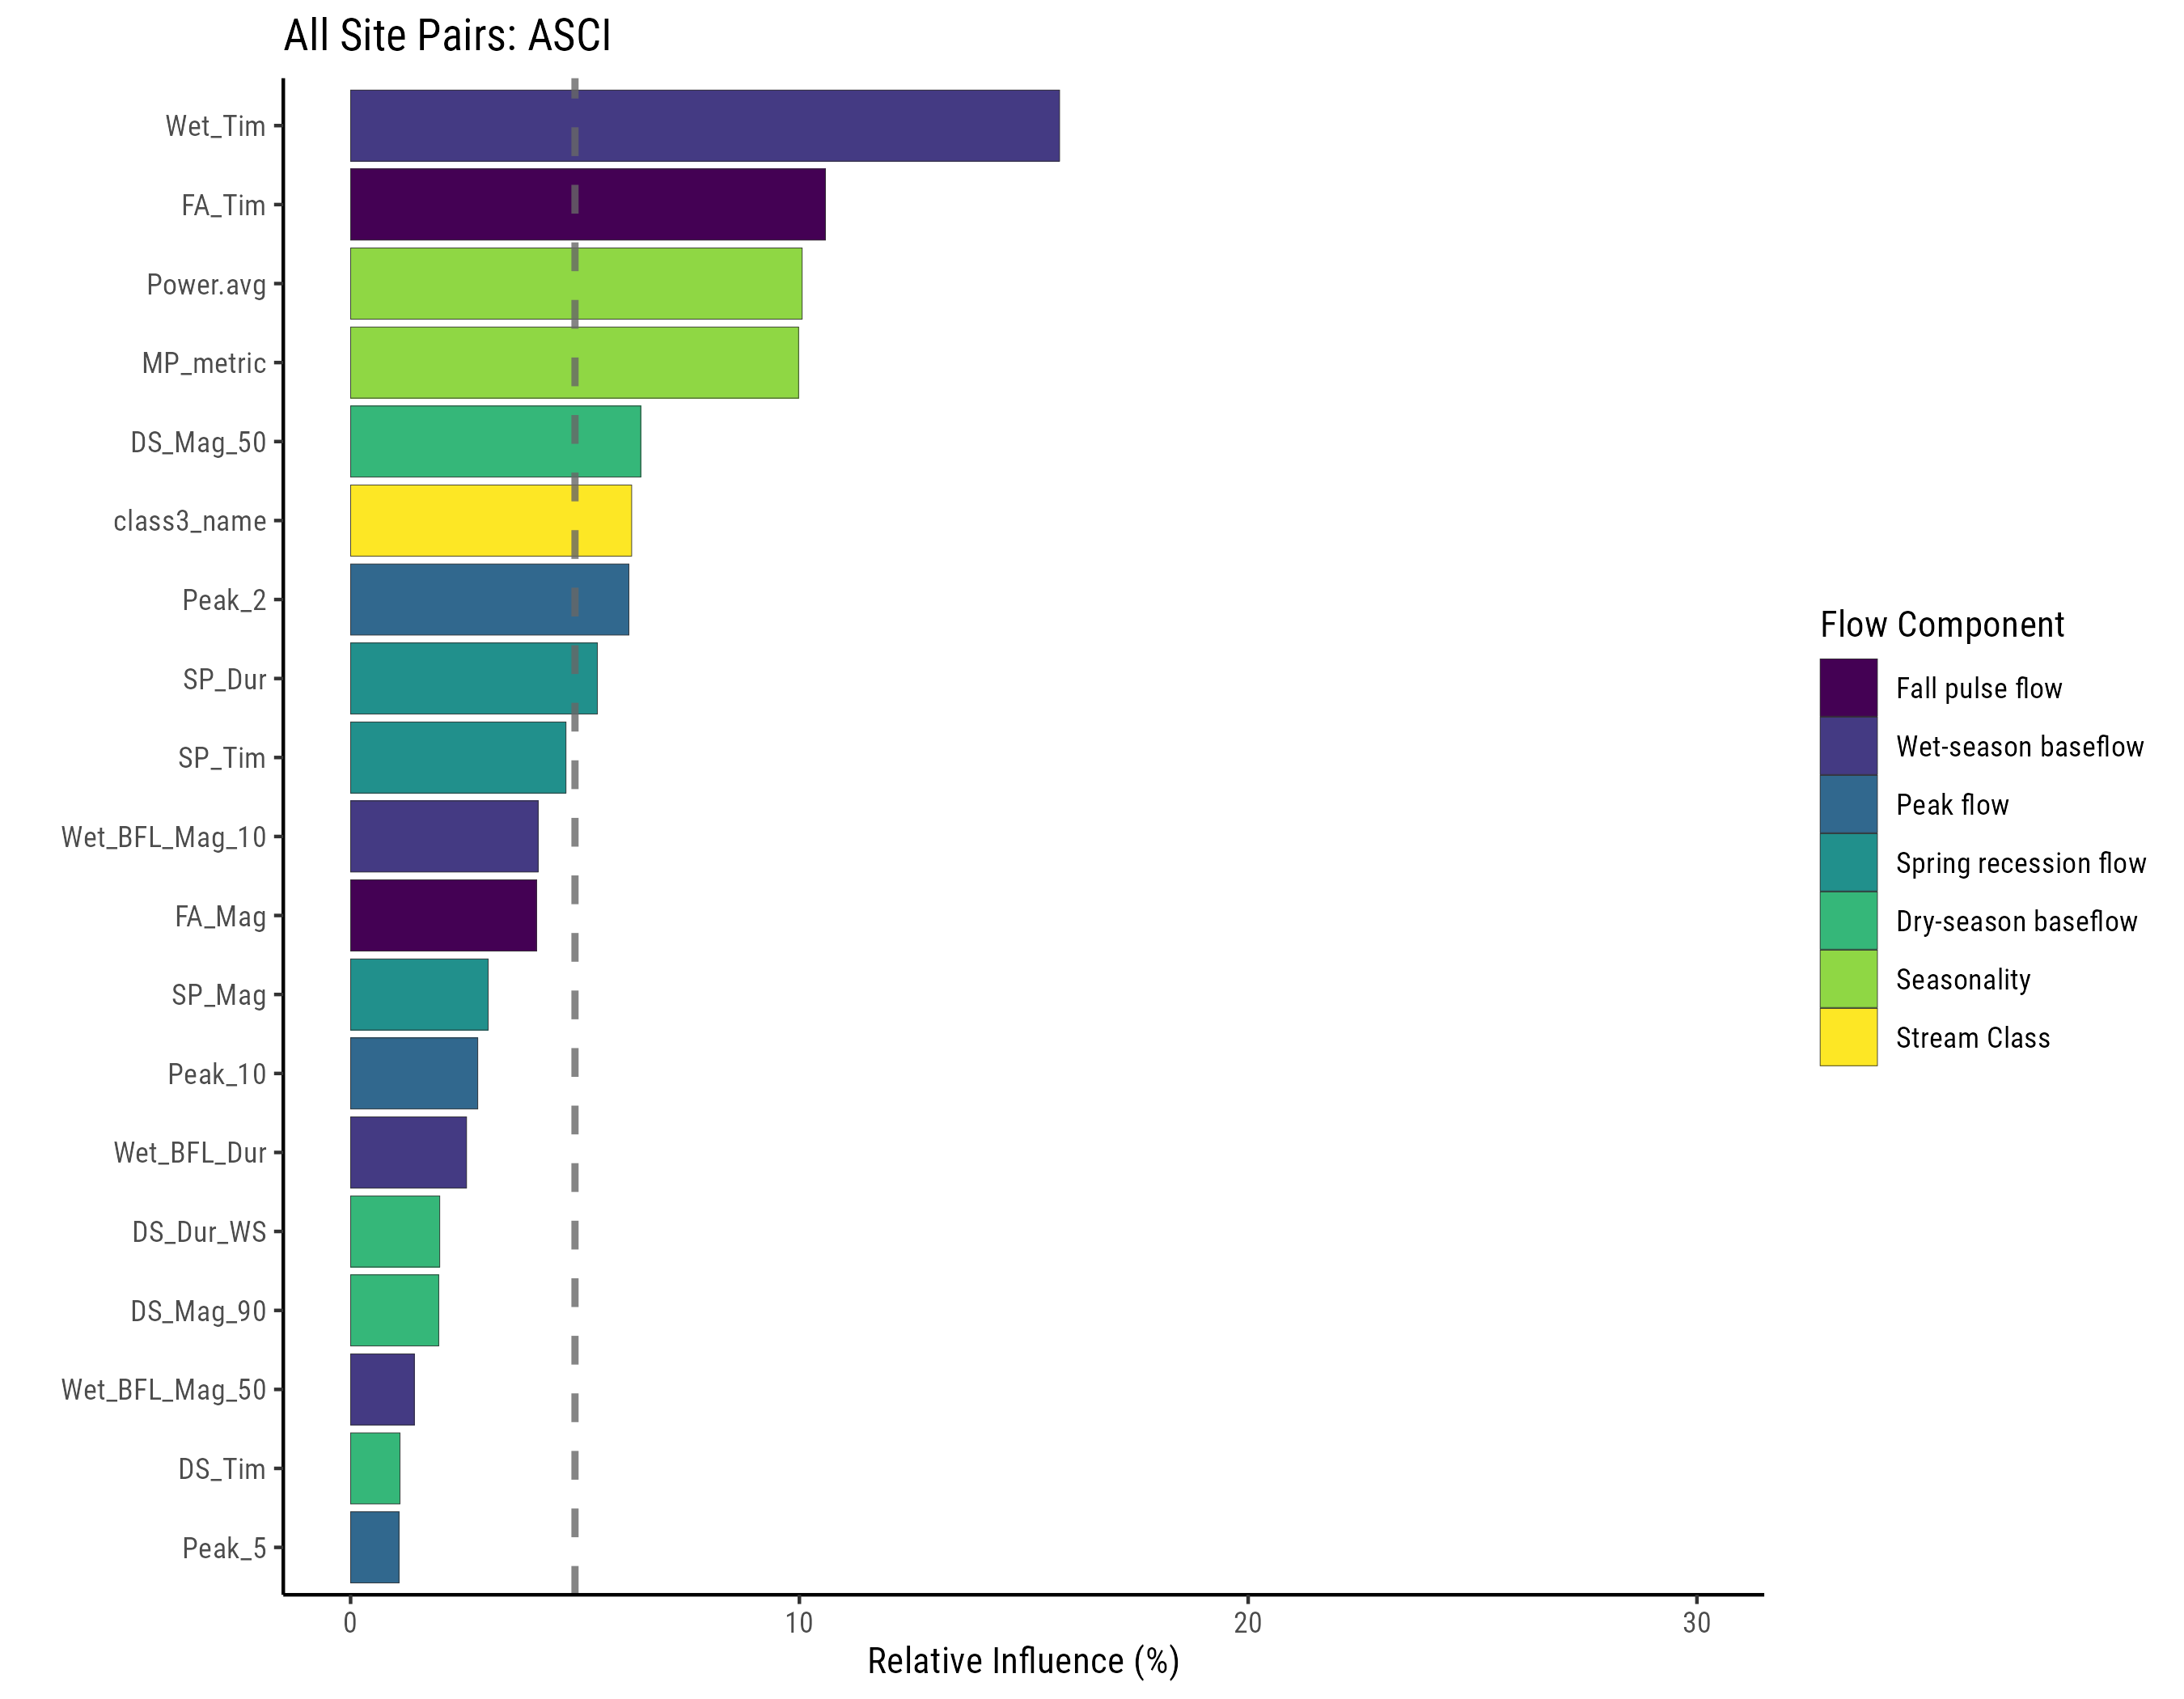 All Site Pairs: ASCI
Wet_Tim
FA_Tim
Power.avg
MP_metric
DS_Mag_50
class3_name
Peak_2
SP_Dur
SP_Tim
Wet_BFL_Mag_10
FA_Mag
SP_Mag
Peak_10
Wet_BFL_Dur
DS_Dur_WS
DS_Mag_90
Wet_BFL_Mag_50
DS_Tim
Peak_5
0 10 20 30
Relative Influence (%)
Flow Component
Fall pulse flow
Wet-season baseflow
Peak flow
Spring recession flow
Dry-season baseflow
Seasonality
Stream Class